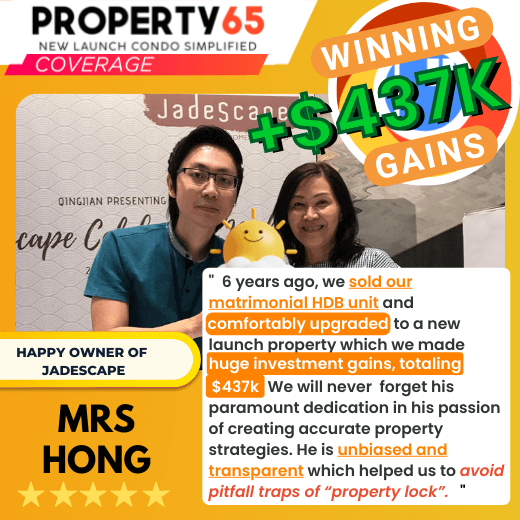 PROPERTY65
NEW LAUNCH CONDO SIMPLIFIED
COVERAGE
WINNING
+$437K
GAINS
JadeScape
QINGJIAN PRESENTING
HAPPY OWNER OF
JADESCAPE
MRS
HONG
" 6 years ago, we sold our
matrimonial HDB unit and
comfortably upgraded to a new
launch property which we made
huge investment gains, totaling
$437k We will never forget his
paramount dedication in his passion
of creating accurate property
strategies. He is unbiased and
transparent which helped us to avoid
pitfall traps of “property lock”. "